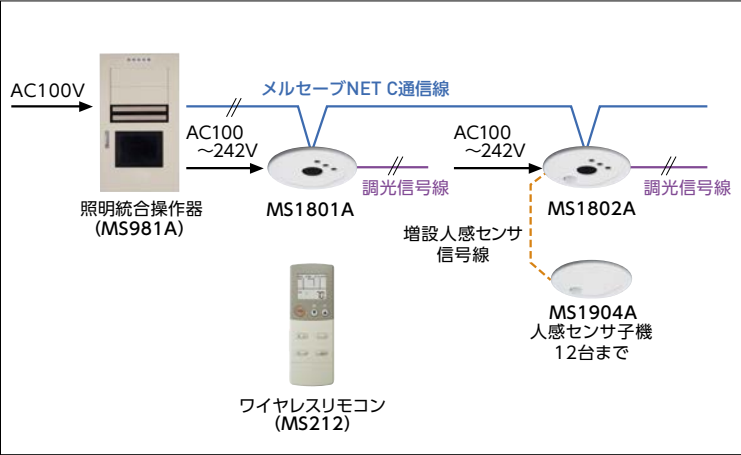 AC100V
メルセーブNET C通信線
AC100
～242V
AC100
～242V
調光信号線
調光信号線
照明統合操作器
(MS981A)
MS1801A
MS1802A
増設人感センサ
信号線
MS1904A
人感センサ子機
12台まで
ワイヤレスリモコン
(MS212)